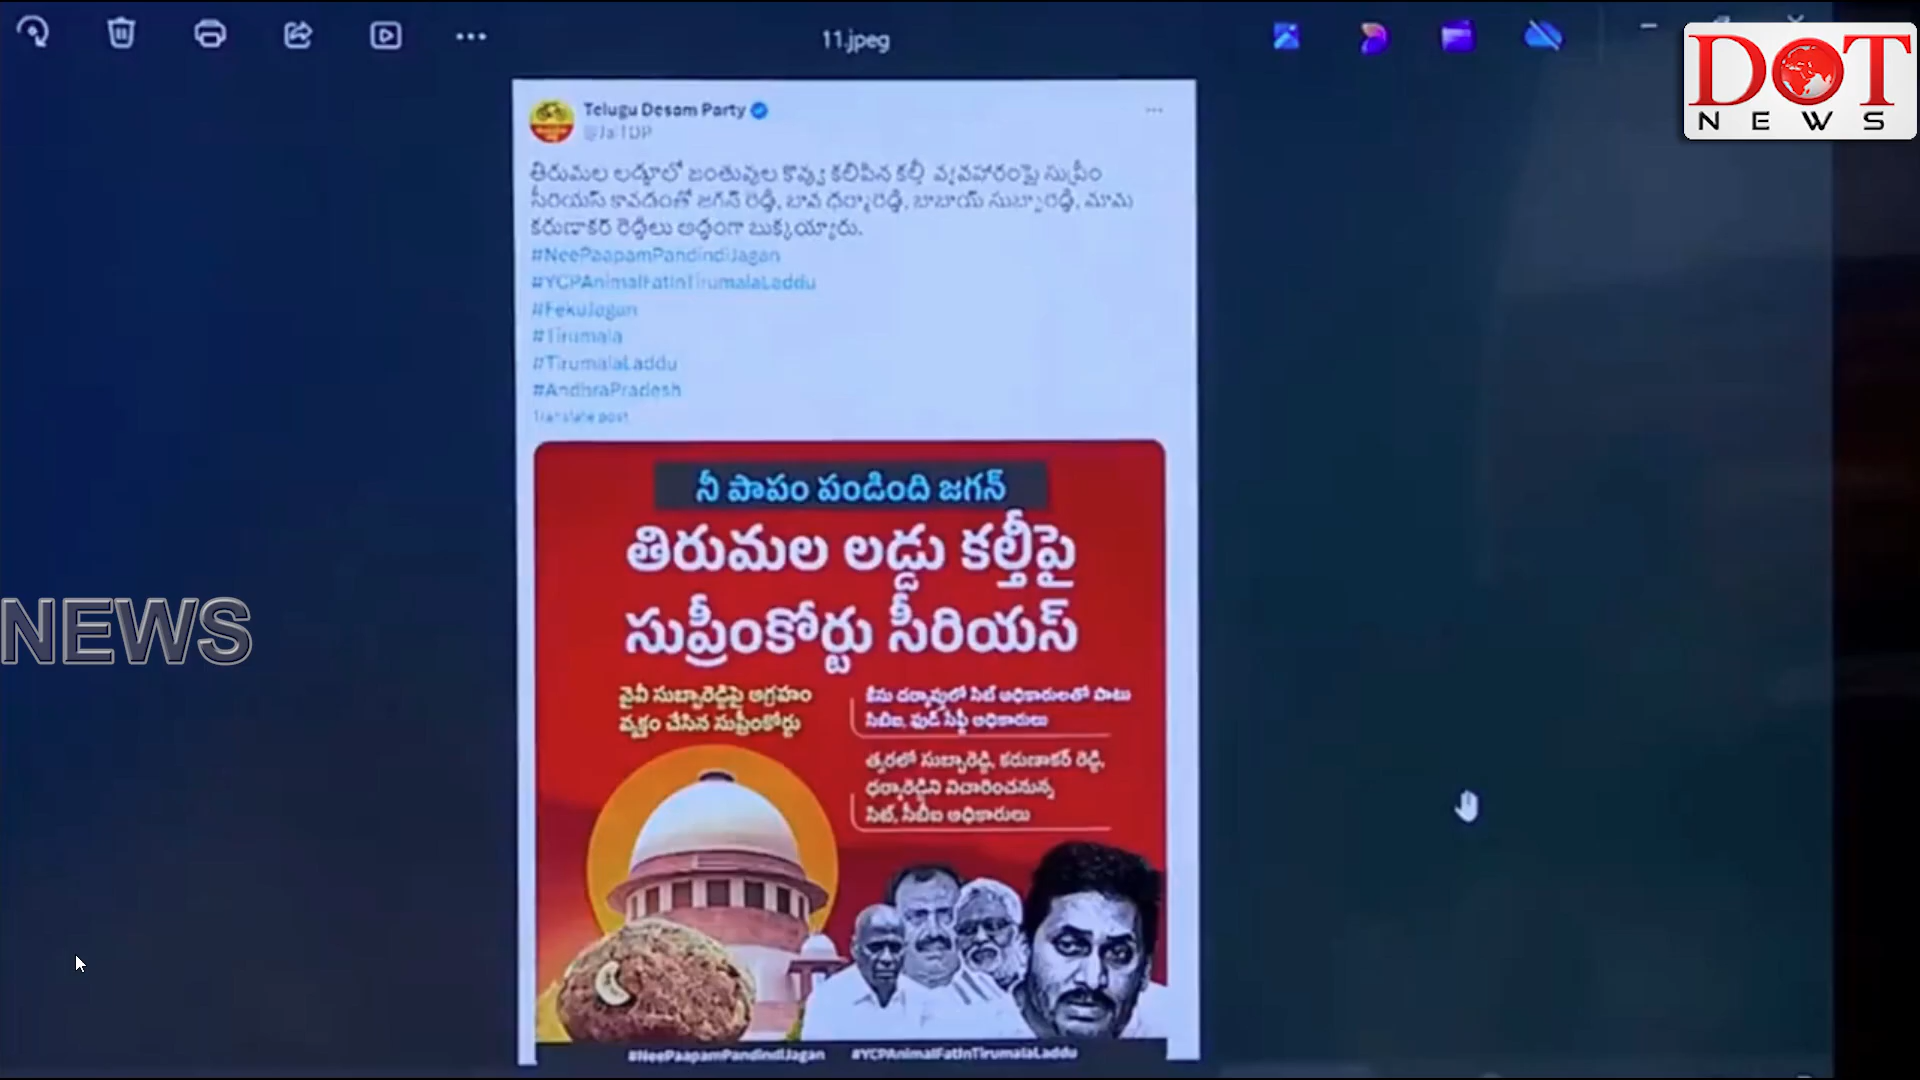 11.jpeg
DOT
NEWS
Telugu Desam Party
@JaiTDP
తిరుమల లడ్డూలో జంతువుల కొవ్వు కలిపిన కల్తీ వ్యవహారంపై సుప్రీం
సీరియస్ కావడంతో జగన్ రెడ్డి, బావ ధర్మారెడ్డి, బాబాయ్ సుబ్బారెడ్డి, మామ
కరుణాకర్ రెడ్డిలు అడ్డంగా బుక్కయ్యారు.
#NeePaapamPandindiJagan
#YCPAnimalFatInTirumalaLaddu
#FekuJagan
#Tirumala
#TirumalaLaddu
#AndhraPradesh
Translate post
నీ పాపం పండింది జగన్
తిరుమల లడ్డు కల్తీపై
సుప్రీంకోర్టు సీరియస్
వైవీ సుబ్బారెడ్డిపై ఆగ్రహం
వ్యక్తం చేసిన సుప్రీంకోర్టు
కేసు దర్యాప్తులో సిట్ అధికారులతో పాటు
సీబీఐ, ఫుడ్ సేఫ్టీ అధికారులు
త్వరలో సుబ్బారెడ్డి, కరుణాకర్ రెడ్డి,
ధర్మారెడ్డిని విచారించనున్న
సిట్, సీబీఐ అధికారులు
NEWS
#NeePaapamPandindiJagan #YCPAnimalFatInTirumalaLaddu